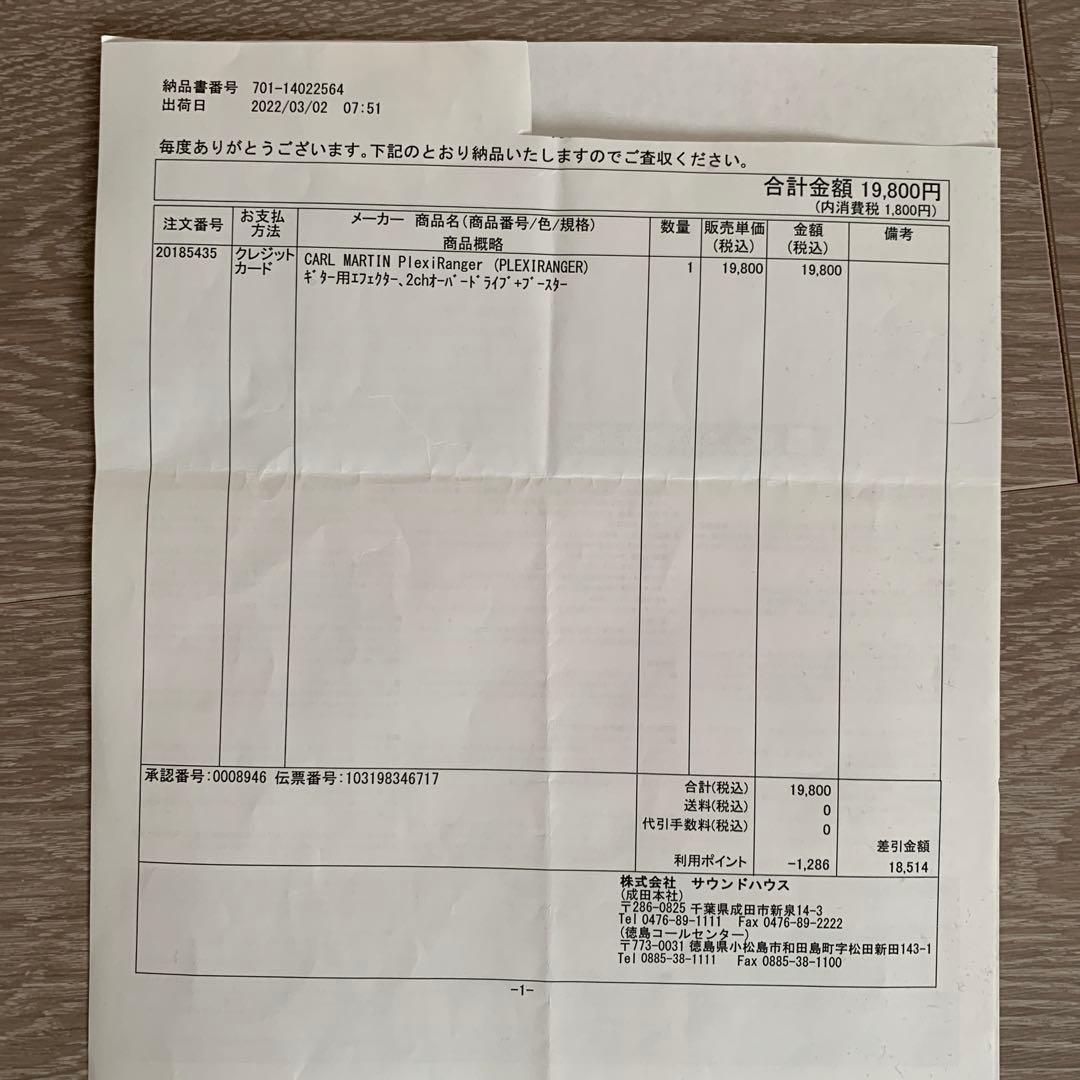 納品書番号 701-14022564
出荷日 2022/03/02 07:51
毎度ありがとうございます。下記のとおり納品いたしますのでご査収ください。
合計金額 19,800円
(内消費税 1,800円)
注文番号 お支払方法 メーカー 商品名(商品番号/色/規格) 商品概略 数量 販売単価(税込) 金額(税込) 備考
20185435 クレジットカード CARL MARTIN PlexiRanger (PLEXIRANGER) 1 19,800 19,800
ｷﾞﾀｰ用ｴﾌｪｸﾀｰ、2chｵｰﾊﾞｰﾄﾞﾗｲﾌﾞ+ﾌﾞｰｽﾀｰ
承認番号:0008946 伝票番号:103198346717
合計(税込) 19,800
送料(税込) 0
代引手数料(税込) 0
差引金額
利用ポイント -1,286 18,514
株式会社 サウンドハウス
(成田本社)
〒286-0825 千葉県成田市新泉14-3
Tel 0476-89-1111 Fax 0476-89-2222
(徳島コールセンター)
〒773-0031 徳島県小松島市和田島町字松田新田143-1
Tel 0885-38-1111 Fax 0885-38-1100
-1-